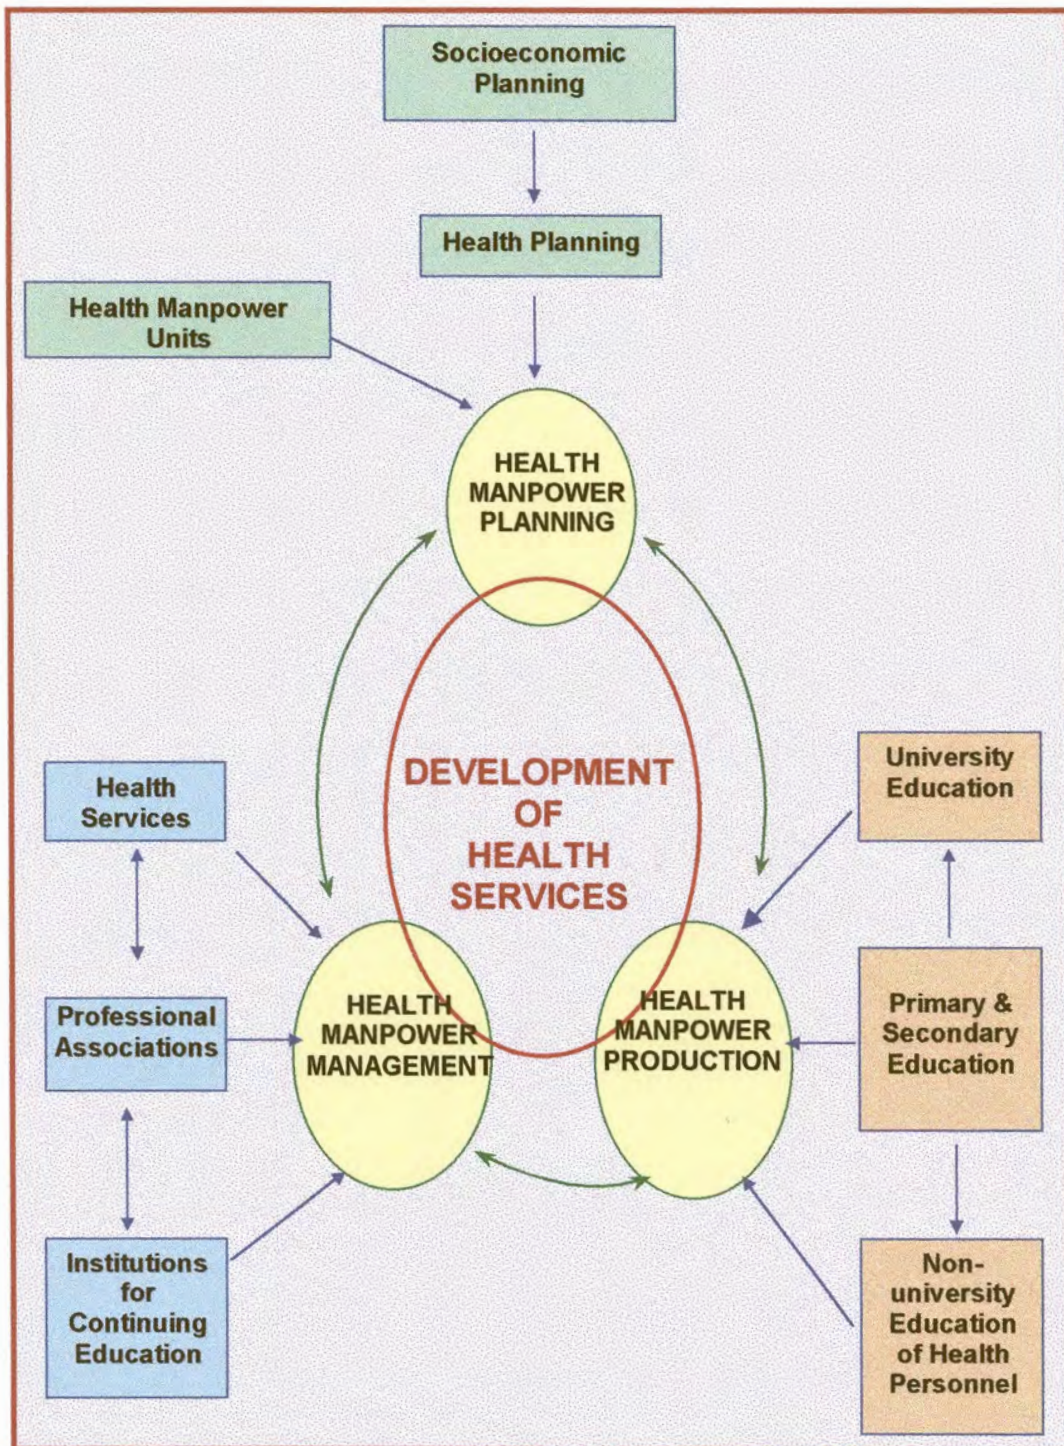 Socioeconomic
Planning
Health Planning
Health Manpower
Units
HEALTH
MANPOWER
PLANNING
DEVELOPMENT
OF
HEALTH
SERVICES
Health
Services
Professional
Associations
Institutions
for
Continuing
Education
HEALTH
MANPOWER
MANAGEMENT
HEALTH
MANPOWER
PRODUCTION
University
Education
Primary &
Secondary
Education
Non-
university
Education
of Health
Personnel